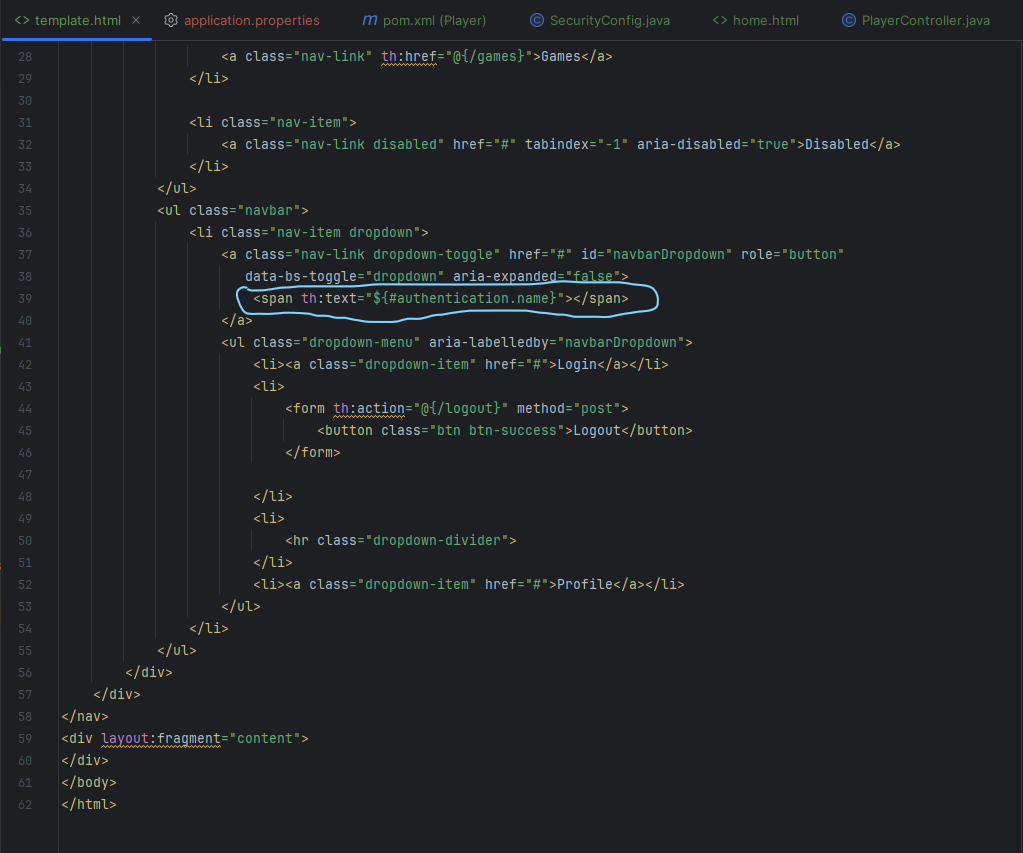 template.html application.properties pom.xml (Player) SecurityConfig.java home.html PlayerController.java
28 <a class="nav-link" th:href="@{/games}">Games</a>
29 </li>
30
31 <li class="nav-item">
32 <a class="nav-link disabled" href="#" tabindex="-1" aria-disabled="true">Disabled</a>
33 </li>
34 </ul>
35 <ul class="navbar">
36 <li class="nav-item dropdown">
37 <a class="nav-link dropdown-toggle" href="#" id="navbarDropdown" role="button"
38 data-bs-toggle="dropdown" aria-expanded="false">
39 <span th:text="${#authentication.name}"></span>
40 </a>
41 <ul class="dropdown-menu" aria-labelledby="navbarDropdown">
42 <li><a class="dropdown-item" href="#">Login</a></li>
43 <li>
44 <form th:action="@{/logout}" method="post">
45 <button class="btn btn-success">Logout</button>
46 </form>
47
48 </li>
49 <li>
50 <hr class="dropdown-divider">
51 </li>
52 <li><a class="dropdown-item" href="#">Profile</a></li>
53 </ul>
54 </li>
55 </ul>
56 </div>
57 </div>
58 </nav>
59 <div layout:fragment="content">
60 </div>
61 </body>
62 </html>